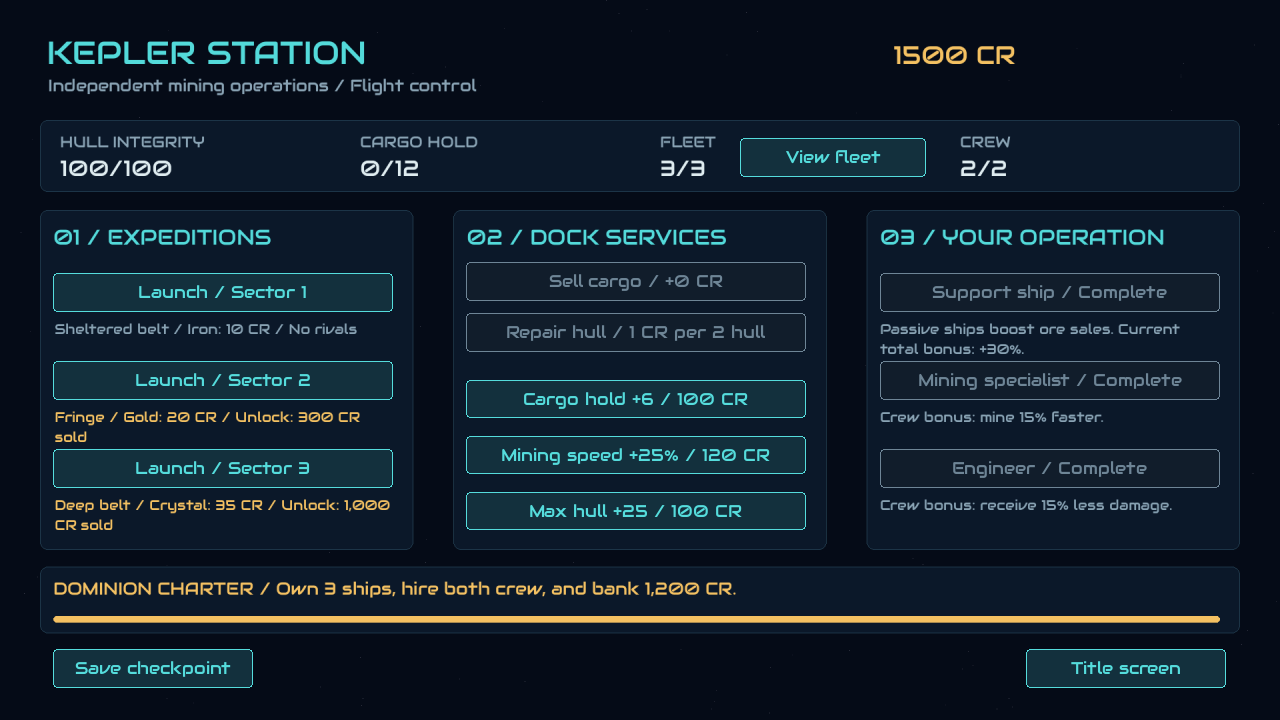 KEPLER STATION
1500 CR
Independent mining operations / Flight control
HULL INTEGRITY
100/100
CARGO HOLD
0/12
FLEET
3/3
View fleet
CREW
2/2
01 / EXPEDITIONS
Launch / Sector 1
Sheltered belt / Iron: 10 CR / No rivals
Launch / Sector 2
Fringe / Gold: 20 CR / Unlock: 300 CR
sold
Launch / Sector 3
Deep belt / Crystal: 35 CR / Unlock: 1,000
CR sold
02 / DOCK SERVICES
Sell cargo / +0 CR
Repair hull / 1 CR per 2 hull
Cargo hold +6 / 100 CR
Mining speed +25% / 120 CR
Max hull +25 / 100 CR
03 / YOUR OPERATION
Support ship / Complete
Passive ships boost ore sales. Current
total bonus: +30%.
Mining specialist / Complete
Crew bonus: mine 15% faster.
Engineer / Complete
Crew bonus: receive 15% less damage.
DOMINION CHARTER / Own 3 ships, hire both crew, and bank 1,200 CR.
Save checkpoint
Title screen